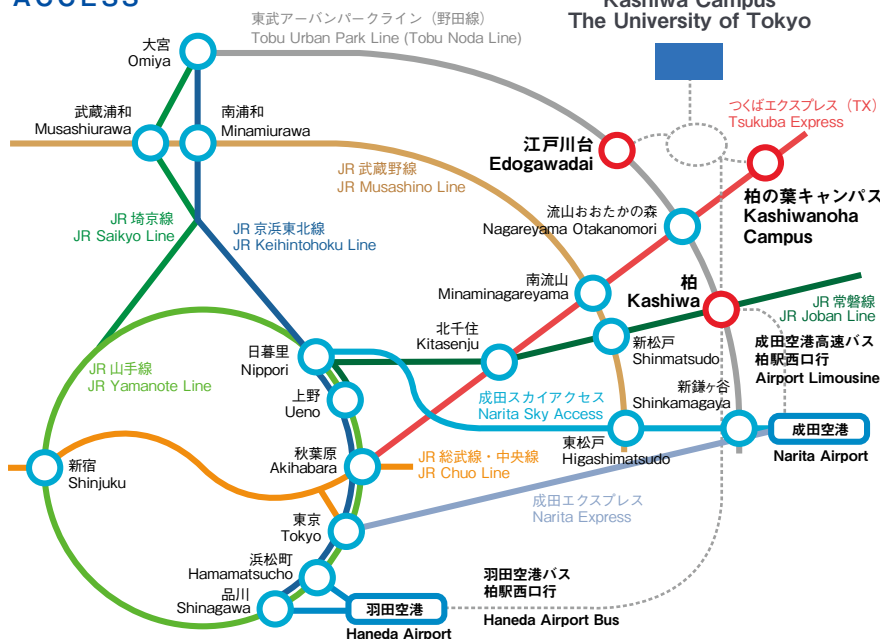 ACCESS
Kashiwa Campus
The University of Tokyo
東武アーバンパークライン（野田線）
Tobu Urban Park Line (Tobu Noda Line)
大宮
Omiya
武蔵浦和
Musashiurawa
南浦和
Minamiurawa
江戸川台
Edogawadai
つくばエクスプレス（TX）
Tsukuba Express
JR 武蔵野線
JR Musashino Line
柏の葉キャンパス
Kashiwanoha
Campus
流山おおたかの森
Nagareyama Otakanomori
JR 埼京線
JR Saikyo Line
JR 京浜東北線
JR Keihintohoku Line
南流山
Minaminagareyama
柏
Kashiwa
JR 常磐線
JR Joban Line
北千住
Kitasenju
新松戸
Shinmatsudo
成田空港高速バス
柏駅西口行
Airport Limousine
日暮里
Nippori
JR 山手線
JR Yamanote Line
上野
Ueno
成田スカイアクセス
Narita Sky Access
新鎌ヶ谷
Shinkamagaya
東松戸
Higashimatsudo
成田空港
Narita Airport
秋葉原
Akihabara
JR 総武線・中央線
JR Chuo Line
新宿
Shinjuku
成田エクスプレス
Narita Express
東京
Tokyo
浜松町
Hamamatsucho
品川
Shinagawa
羽田空港
Haneda Airport
羽田空港バス
柏駅西口行
Haneda Airport Bus